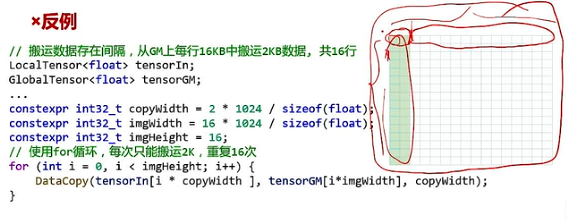 ×反例
// 搬运数据存在间隔，从GM上每行16KB中搬运2KB数据, 共16行
LocalTensor<float> tensorIn;
GlobalTensor<float> tensorGM;
...
constexpr int32_t copyWidth = 2 * 1024 / sizeof(float);
constexpr int32_t imgWidth = 16 * 1024 / sizeof(float);
constexpr int32_t imgHeight = 16;
// 使用for循环，每次只能搬运2K，重复16次
for (int i = 0, i < imgHeight; i++) {
DataCopy(tensorIn[i * copyWidth ], tensorGM[i*imgWidth], copyWidth);
}